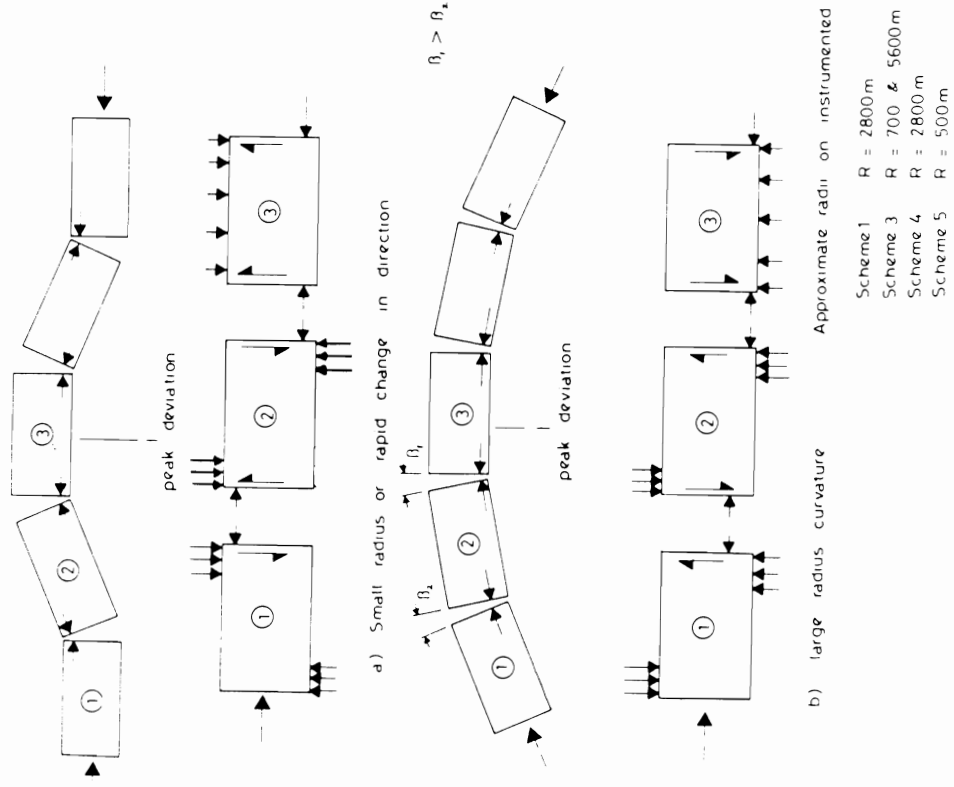 ①
②
③
peak deviation
①
②
③
a) Small radius or rapid change in direction
β₂
β₁
β₁ > β₂
①
②
③
peak deviation
①
②
③
b) large radius curvature
Approximate radii on instrumented
Scheme 1 R = 2800m
Scheme 3 R = 700 & 5600m
Scheme 4 R = 2800m
Scheme 5 R = 500m